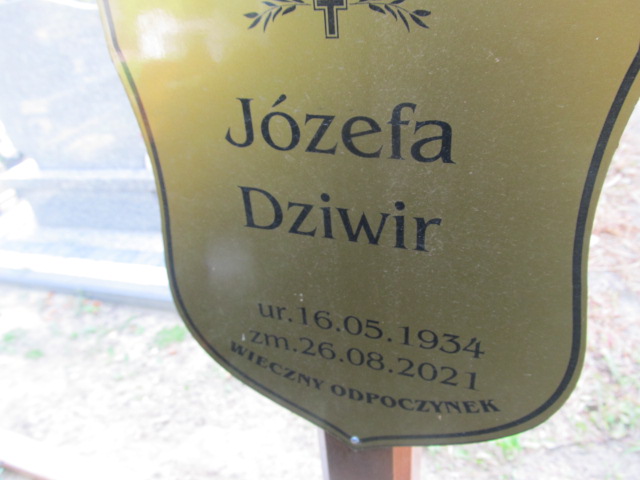 Józefa
Dziwir
ur.16.05.1934
zm.26.08.2021
WIECZNY ODPOCZYNEK